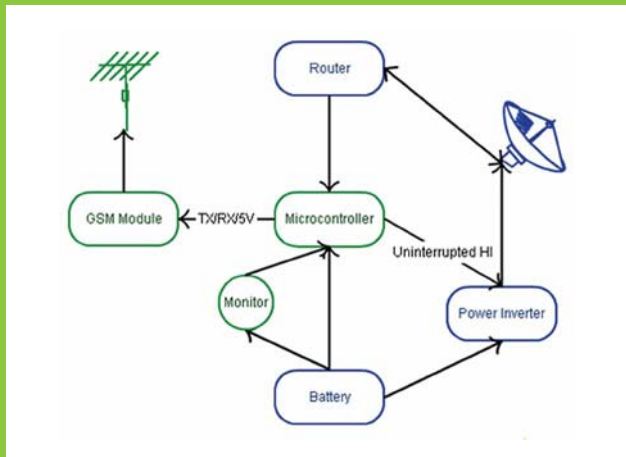 Router
GSM Module
TX/RX/5V
Microcontroller
Uninterrupted HI
Monitor
Power Inverter
Battery